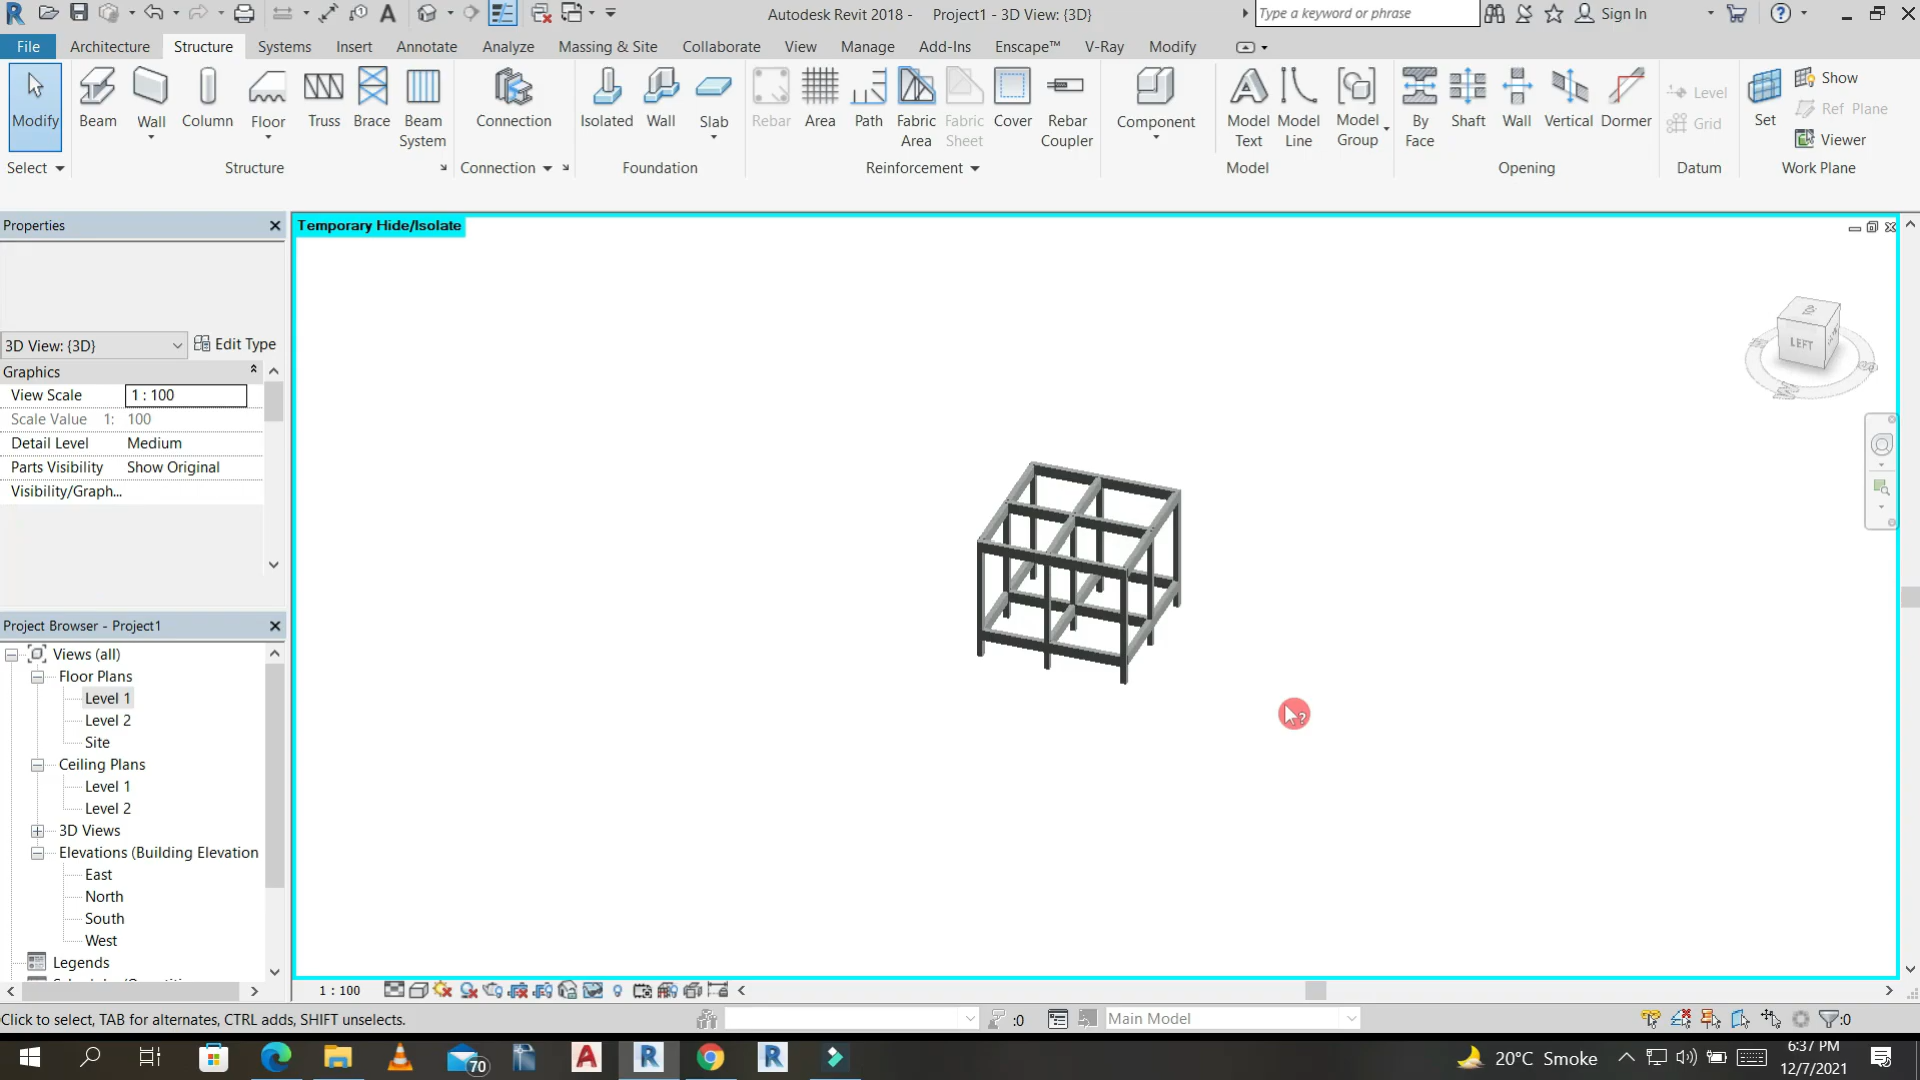 Autodesk Revit 2018 - Project1 - 3D View: {3D}
Type a keyword or phrase
Sign In
File Architecture Structure Systems Insert Annotate Analyze Massing & Site Collaborate View Manage Add-Ins Enscape™ V-Ray Modify
Modify Beam Wall Column Floor Truss Brace Beam System Connection Isolated Wall Slab Rebar Area Path Fabric Area Fabric Sheet Cover Rebar Coupler Component Model Text Model Line Model Group By Face Shaft Wall Vertical Dormer Level Grid Set Show Ref Plane Viewer
Select Structure Connection Foundation Reinforcement Model Opening Datum Work Plane
Properties
Temporary Hide/Isolate
LEFT
3D View: {3D} Edit Type
Graphics
View Scale 1 : 100
Scale Value 1: 100
Detail Level Medium
Parts Visibility Show Original
Visibility/Graph...
Project Browser - Project1
Views (all)
Floor Plans
Level 1
Level 2
Site
Ceiling Plans
Level 1
Level 2
3D Views
Elevations (Building Elevation
East
North
South
West
Legends
1 : 100
Click to select, TAB for alternates, CTRL adds, SHIFT unselects.
:0
Main Model
:0
70
20°C Smoke
6:37 PM
12/7/2021